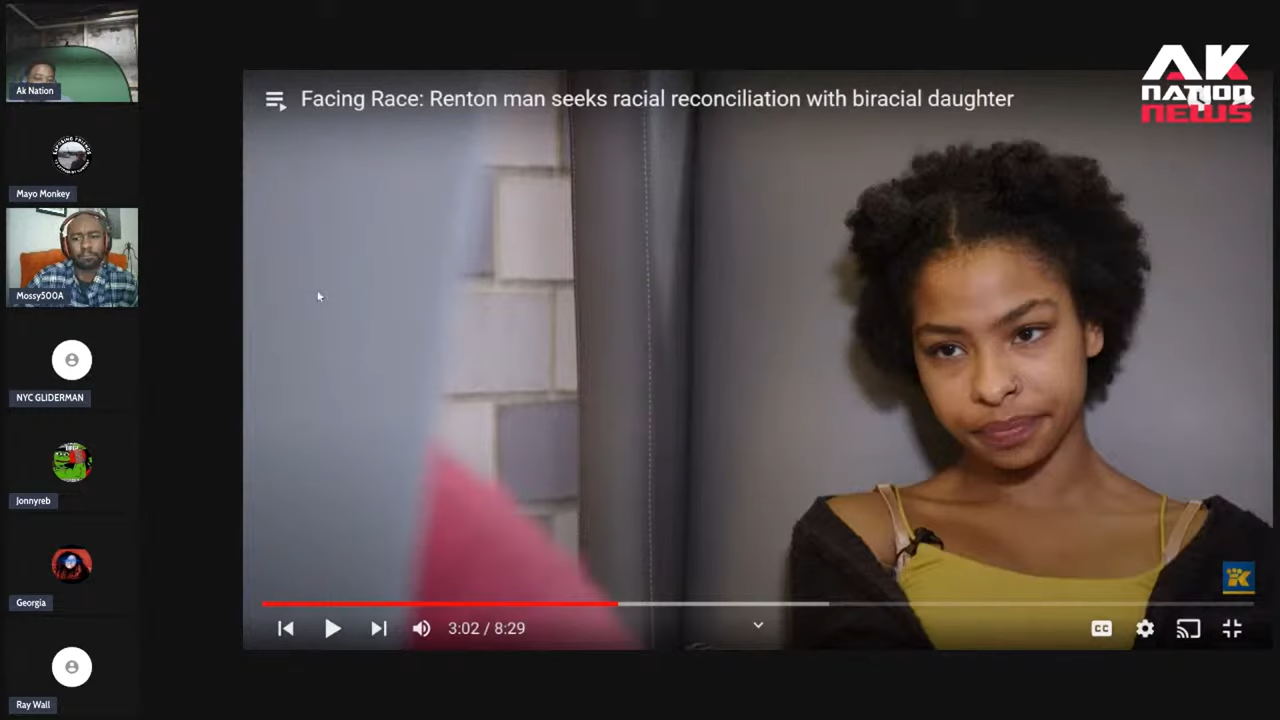 Ak Nation
Mayo Monkey
Mossy500A
NYC GLIDERMAN
Jonnyreb
Georgia
Ray Wall
Facing Race: Renton man seeks racial reconciliation with biracial daughter
AK
NATION
NEWS
3:02 / 8:29
CC
K